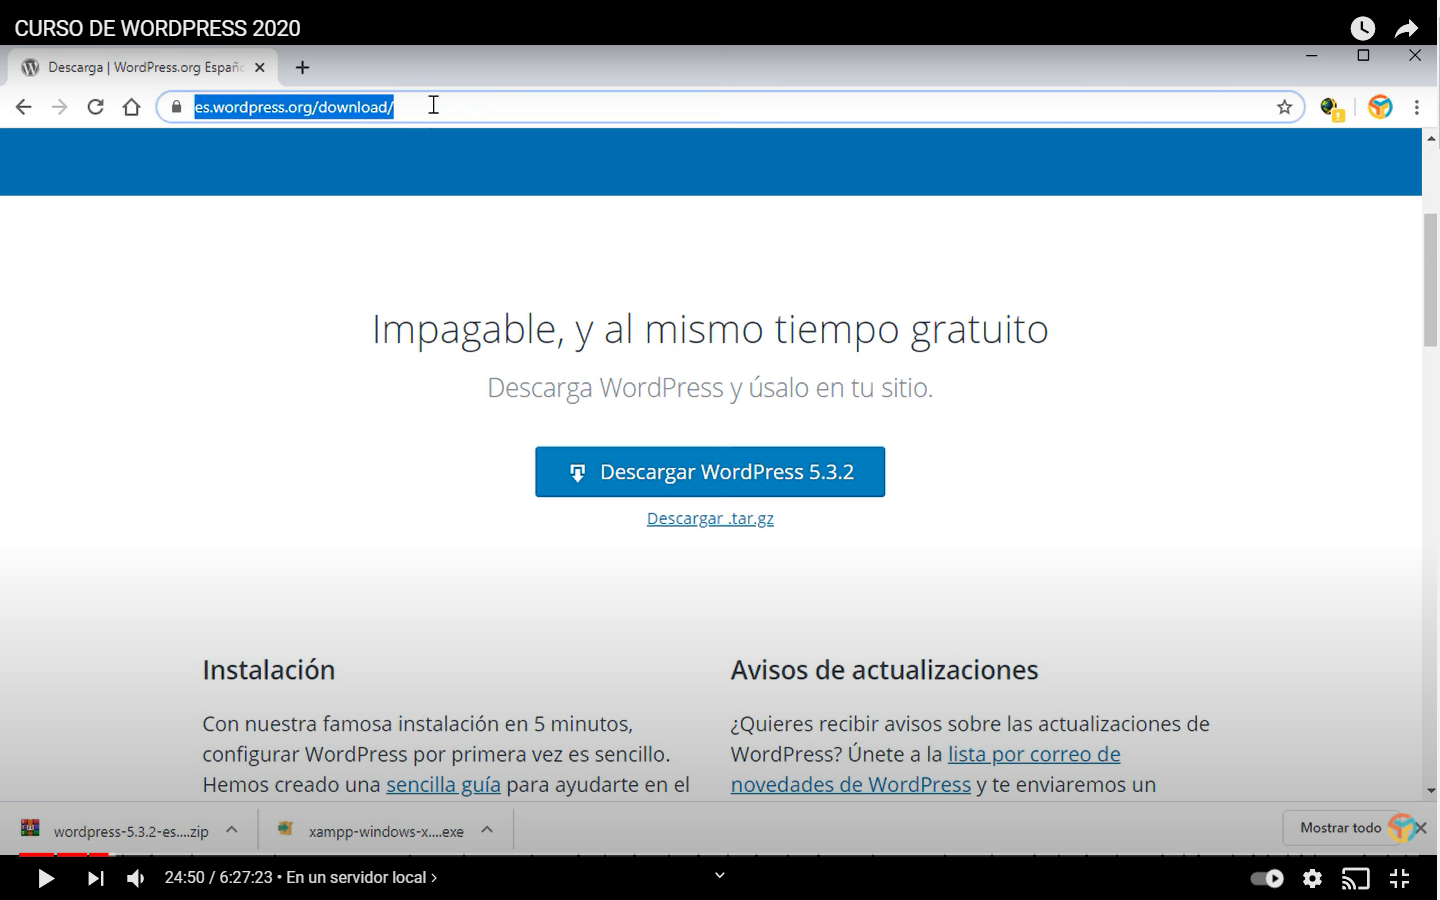 CURSO DE WORDPRESS 2020
Descarga | WordPress.org Españ
es.wordpress.org/download/
Impagable, y al mismo tiempo gratuito
Descarga WordPress y úsalo en tu sitio.
Descargar WordPress 5.3.2
Descargar .tar.gz
Instalación
Con nuestra famosa instalación en 5 minutos,
configurar WordPress por primera vez es sencillo.
Hemos creado una sencilla guía para ayudarte en el
Avisos de actualizaciones
¿Quieres recibir avisos sobre las actualizaciones de
WordPress? Únete a la lista por correo de
novedades de WordPress y te enviaremos un
wordpress-5.3.2-es....zip
xampp-windows-x....exe
Mostrar todo
24:50 / 6:27:23 • En un servidor local ›